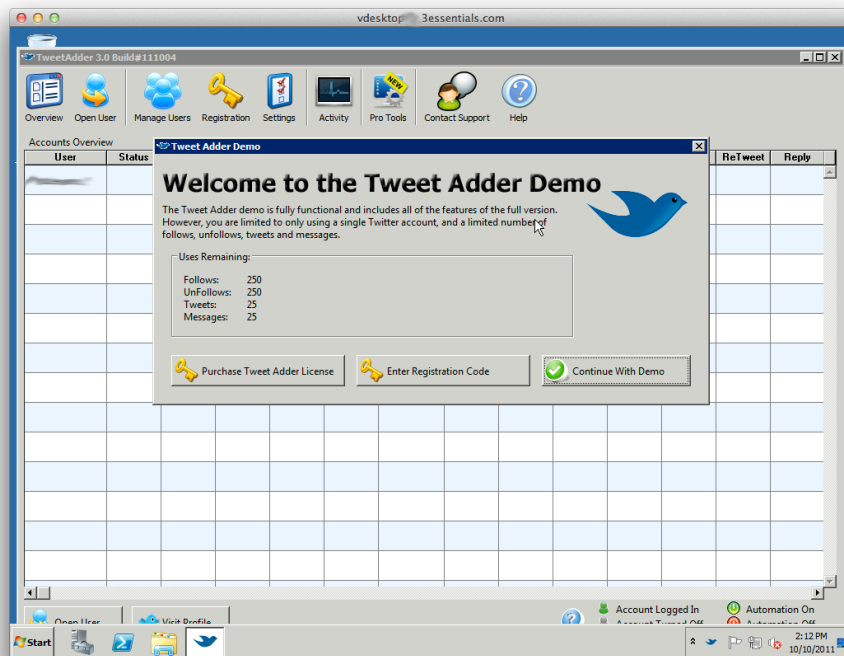 vdesktop 3essentials.com
TweetAdder 3.0 Build#111004
Overview Open User Manage Users Registration Settings Activity Pro Tools Contact Support Help
NEW
Accounts Overview
User Status ReTweet Reply
Tweet Adder Demo
Welcome to the Tweet Adder Demo
The Tweet Adder demo is fully functional and includes all of the features of the full version.
However, you are limited to only using a single Twitter account, and a limited number of
follows, unfollows, tweets and messages.
Uses Remaining:
Follows: 250
UnFollows: 250
Tweets: 25
Messages: 25
Purchase Tweet Adder License Enter Registration Code Continue With Demo
Open User Visit Profile
Account Logged In Automation On
Account Turned Off Automation Off
Start
2:12 PM
10/10/2011